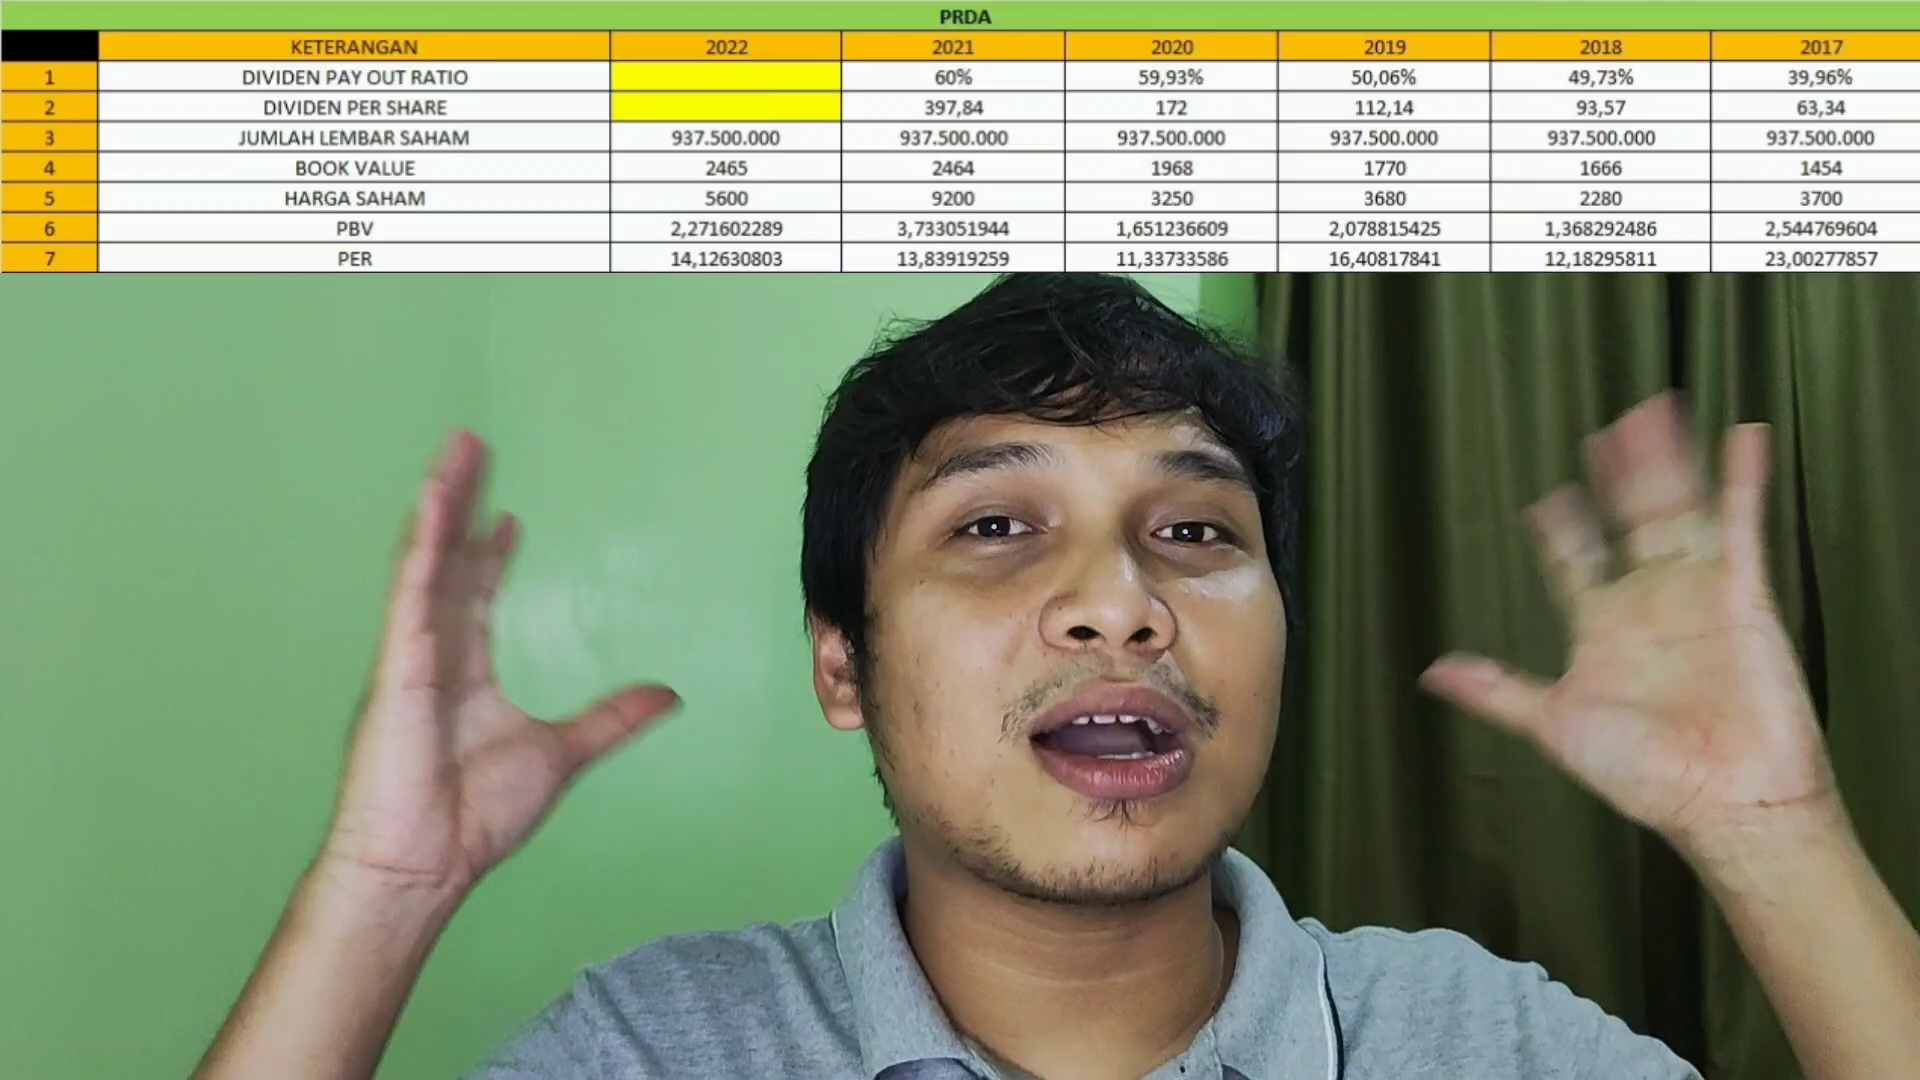 PRDA
KETERANGAN 2022 2021 2020 2019 2018 2017
1 DIVIDEN PAY OUT RATIO 60% 59,93% 50,06% 49,73% 39,96%
2 DIVIDEN PER SHARE 397,84 172 112,14 93,57 63,34
3 JUMLAH LEMBAR SAHAM 937.500.000 937.500.000 937.500.000 937.500.000 937.500.000 937.500.000
4 BOOK VALUE 2465 2464 1968 1770 1666 1454
5 HARGA SAHAM 5600 9200 3250 3680 2280 3700
6 PBV 2,271602289 3,733051944 1,651236609 2,078815425 1,368292486 2,544769604
7 PER 14,12630803 13,83919259 11,33733586 16,40817841 12,18295811 23,00277857